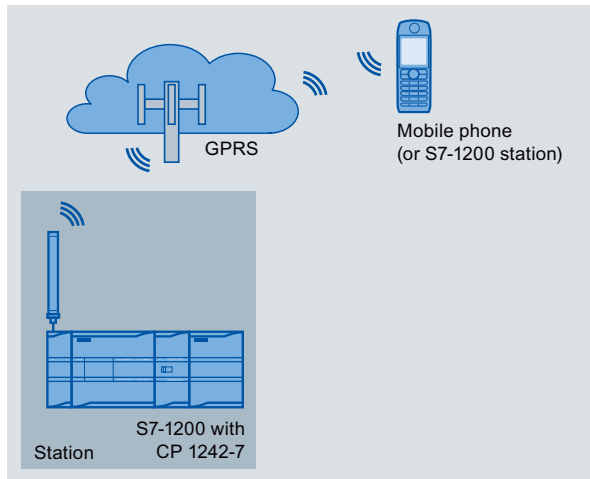 GPRS
Mobile phone
(or S7-1200 station)
S7-1200 with
Station CP 1242-7